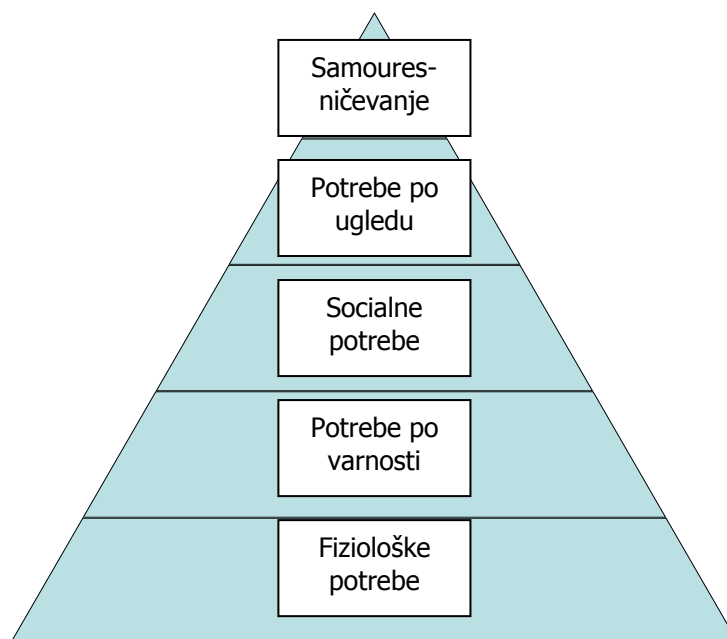 Samoures-
ničevanje
Potrebe po
ugledu
Socialne
potrebe
Potrebe po
varnosti
Fiziološke
potrebe